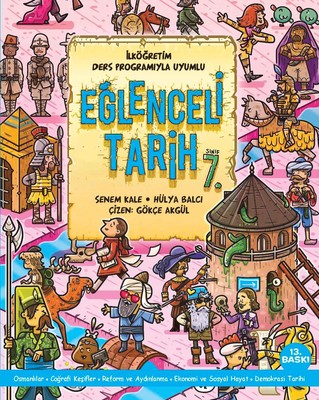 İLKÖĞRETİM
DERS PROGRAMIYLA UYUMLU
EĞLENCELİ
TARİH
SINIF
7.
SENEM KALE • HÜLYA BALCI
ÇİZEN: GÖKÇE AKGÜL
13. BASKI
Osmanlılar • Coğrafi Keşifler • Reform ve Aydınlanma • Ekonomi ve Sosyal Hayat • Demokrasi Tarihi